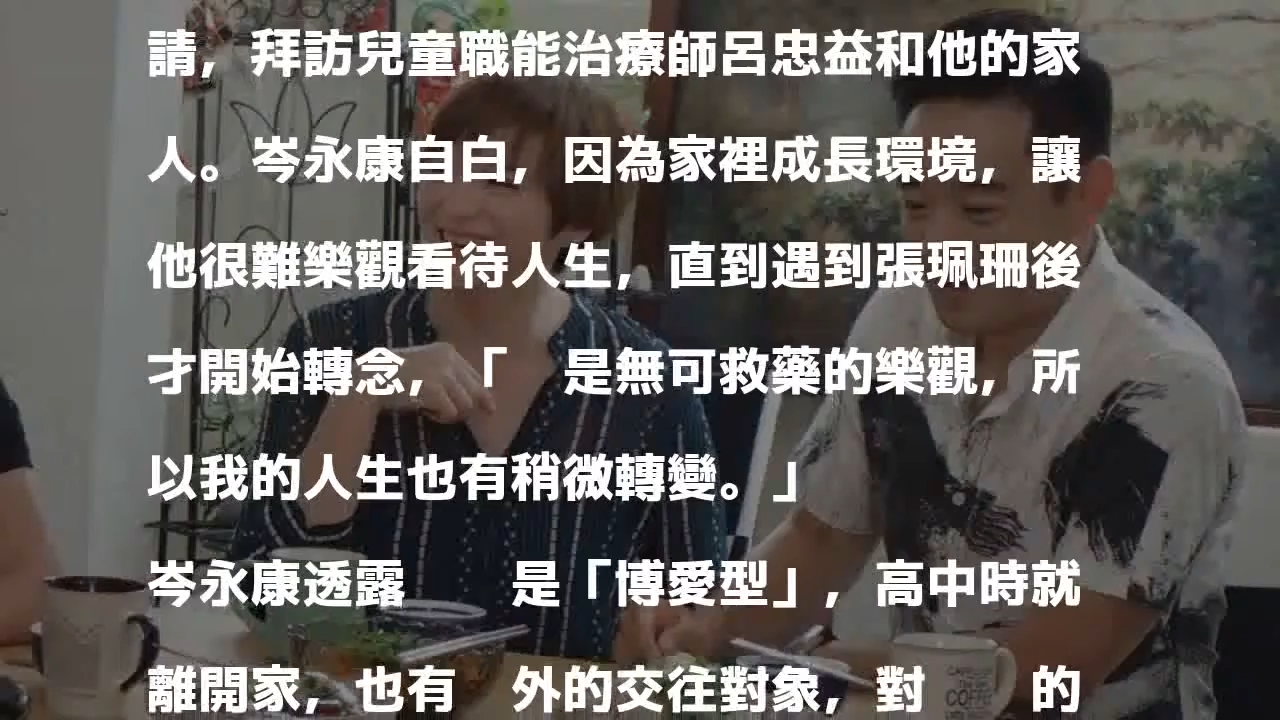 請，拜訪兒童職能治療師呂忠益和他的家
人。岑永康自白，因為家裡成長環境，讓
他很難樂觀看待人生，直到遇到張珮珊後
才開始轉念，「　是無可救藥的樂觀，所
以我的人生也有稍微轉變。」
岑永康透露　　是「博愛型」，高中時就
離開家，也有　外的交往對象，對　　的
COFFEE